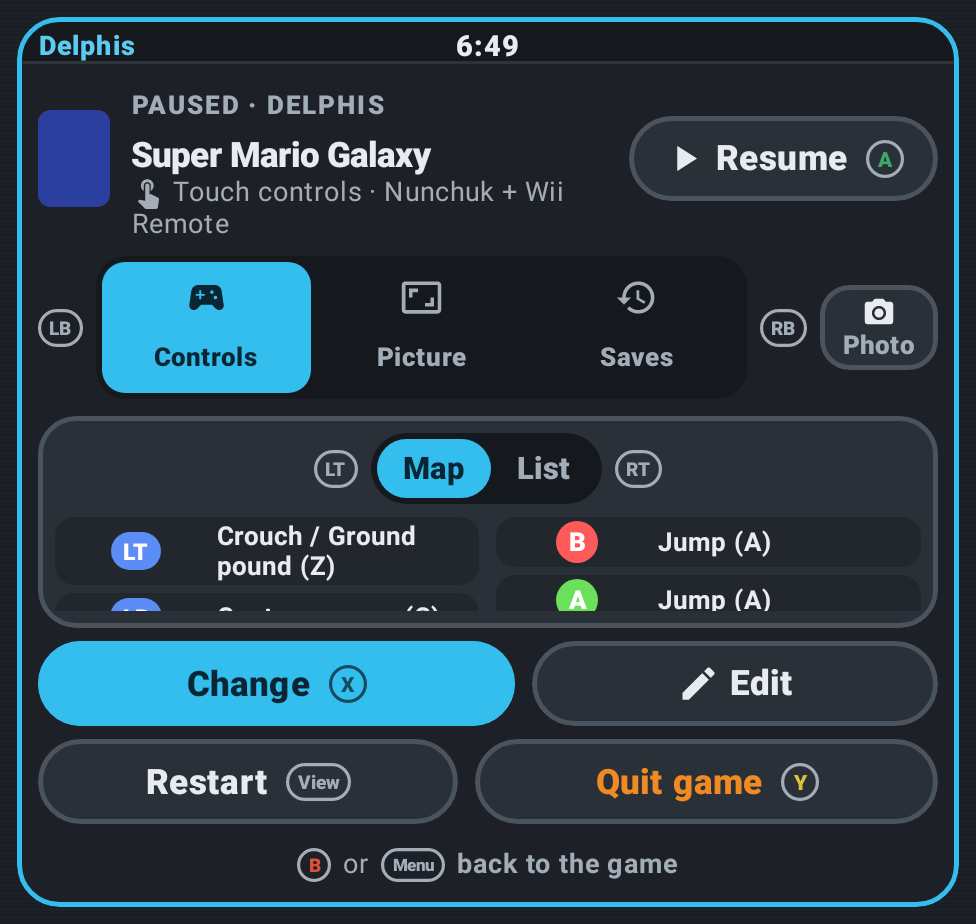 Delphis
6:49
PAUSED · DELPHIS
Super Mario Galaxy
Touch controls · Nunchuk + Wii
Remote
Resume A
LB
Controls
Picture
Saves
RB
Photo
LT
Map
List
RT
LT
Crouch / Ground
pound (Z)
B
Jump (A)
A
Jump (A)
Change X
Edit
Restart View
Quit game Y
B or Menu back to the game